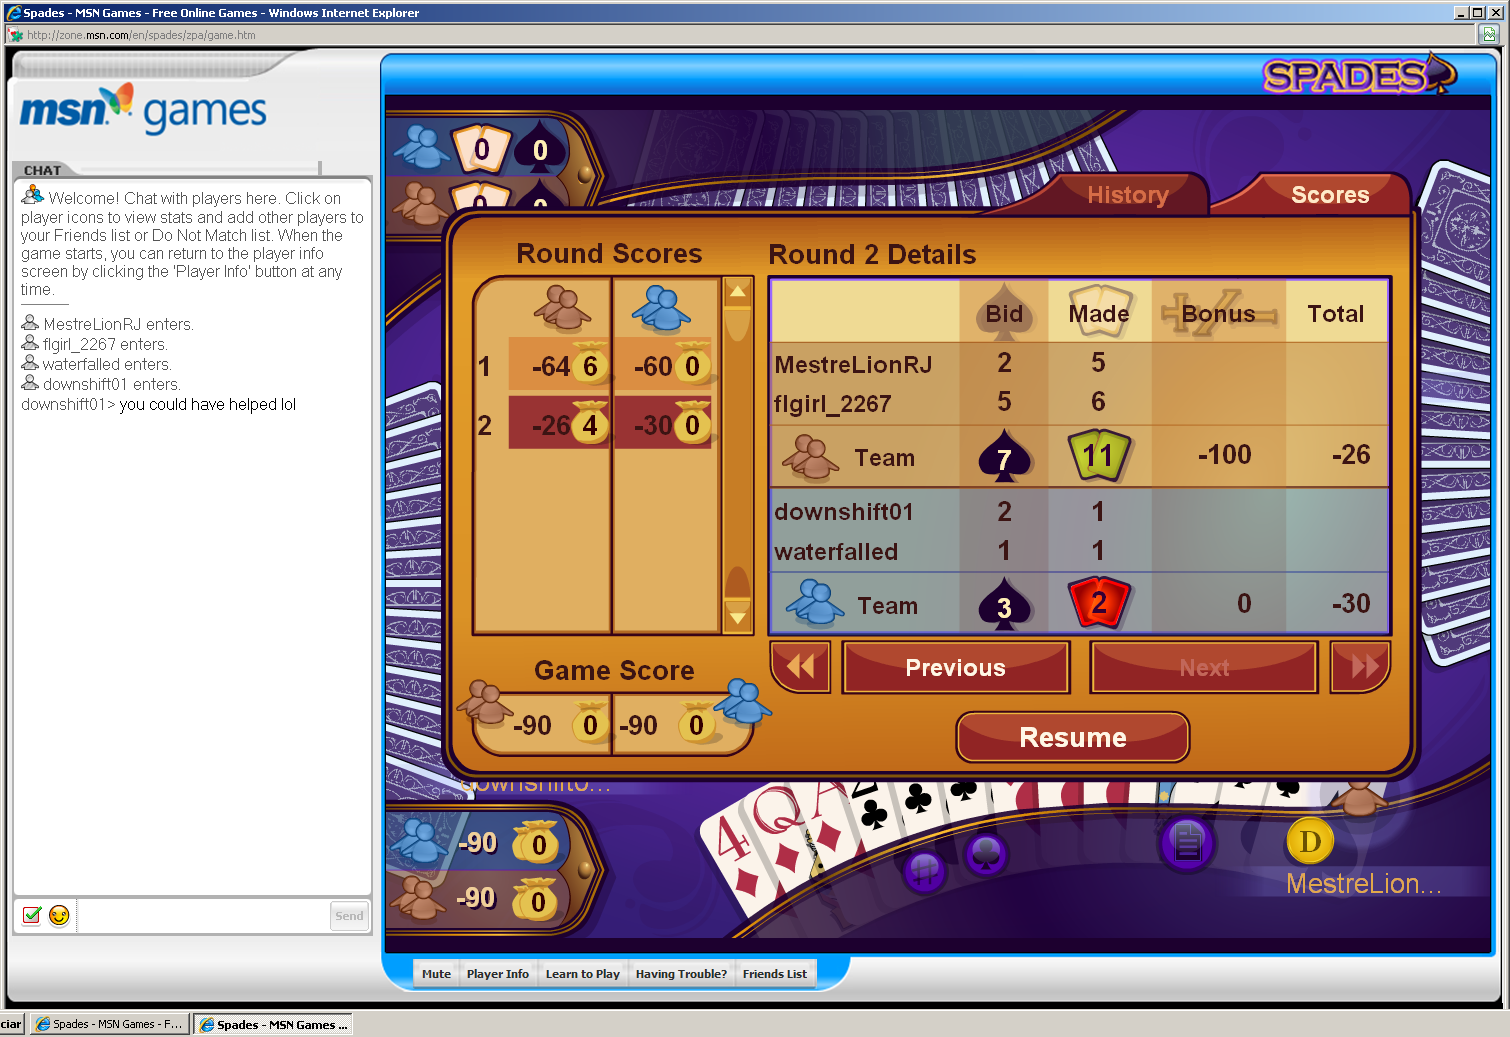 Spades - MSN Games - Free Online Games - Windows Internet Explorer
http://zone.msn.com/en/spades/zpa/game.htm
msn games
SPADES
CHAT
Welcome! Chat with players here. Click on
player icons to view stats and add other players to
your Friends list or Do Not Match list. When the
game starts, you can return to the player info
screen by clicking the 'Player Info' button at any
time.
MestreLionRJ enters.
flgirl_2267 enters.
waterfalled enters.
downshift01 enters.
downshift01> you could have helped lol
Send
0 0
0 0
History Scores
Round Scores
1 -64 6 -60 0
2 -26 4 -30 0
Game Score
-90 0 -90 0
Round 2 Details
Bid Made Bonus Total
MestreLionRJ 2 5
flgirl_2267 5 6
Team 7 11 -100 -26
downshift01 2 1
waterfalled 1 1
Team 3 2 0 -30
Previous Next
Resume
downshift0...
4 Q A
-90 0
-90 0
D
MestreLion...
Mute Player Info Learn to Play Having Trouble? Friends List
ciar Spades - MSN Games - F... Spades - MSN Games ...